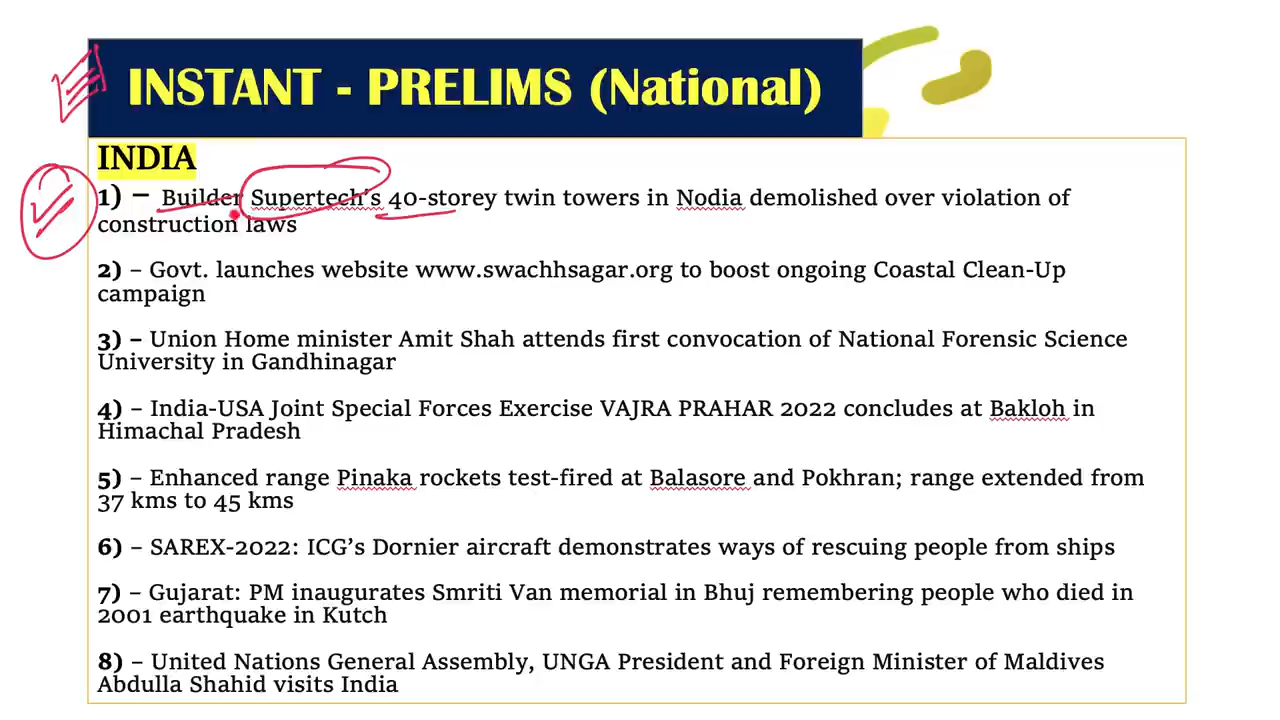 INSTANT - PRELIMS (National)
INDIA
1) – Builder Supertech's 40-storey twin towers in Nodia demolished over violation of
construction laws
2) – Govt. launches website www.swachhsagar.org to boost ongoing Coastal Clean-Up
campaign
3) – Union Home minister Amit Shah attends first convocation of National Forensic Science
University in Gandhinagar
4) – India-USA Joint Special Forces Exercise VAJRA PRAHAR 2022 concludes at Bakloh in
Himachal Pradesh
5) – Enhanced range Pinaka rockets test-fired at Balasore and Pokhran; range extended from
37 kms to 45 kms
6) – SAREX-2022: ICG’s Dornier aircraft demonstrates ways of rescuing people from ships
7) – Gujarat: PM inaugurates Smriti Van memorial in Bhuj remembering people who died in
2001 earthquake in Kutch
8) – United Nations General Assembly, UNGA President and Foreign Minister of Maldives
Abdulla Shahid visits India